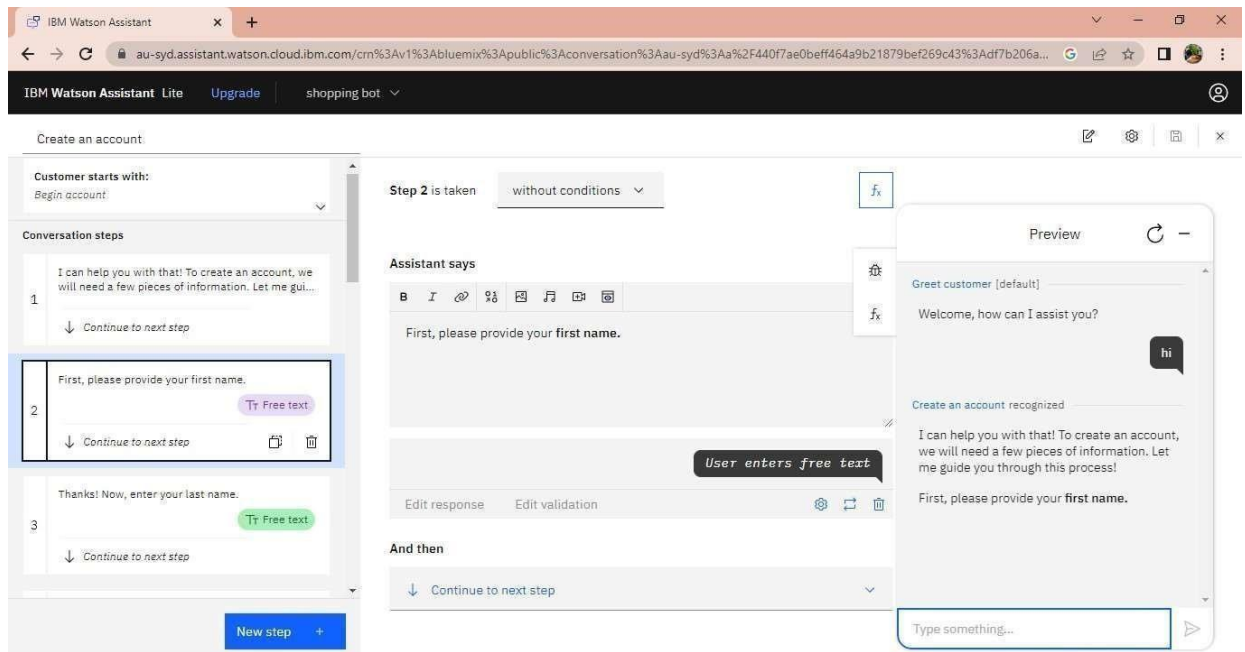 IBM Watson Assistant
au-syd.assistant.watson.cloud.ibm.com/crn%3Av1%3Abluemix%3Apublic%3Aconversation%3Aau-syd%3Aa%2F440f7ae0beff464a9b21879bef269c43%3Adf7b206a...
IBM Watson Assistant Lite Upgrade shopping bot
Create an account
Customer starts with:
Begin account
Conversation steps
1
I can help you with that! To create an account, we
will need a few pieces of information. Let me gui...
Continue to next step
2
First, please provide your first name.
Tт Free text
Continue to next step
3
Thanks! Now, enter your last name.
Tт Free text
Continue to next step
New step +
Step 2 is taken without conditions
fx
Assistant says
fx
B I
First, please provide your first name.
User enters free text
Edit response Edit validation
And then
Continue to next step
Preview
Greet customer [default]
Welcome, how can I assist you?
hi
Create an account recognized
I can help you with that! To create an account,
we will need a few pieces of information. Let
me guide you through this process!
First, please provide your first name.
Type something...